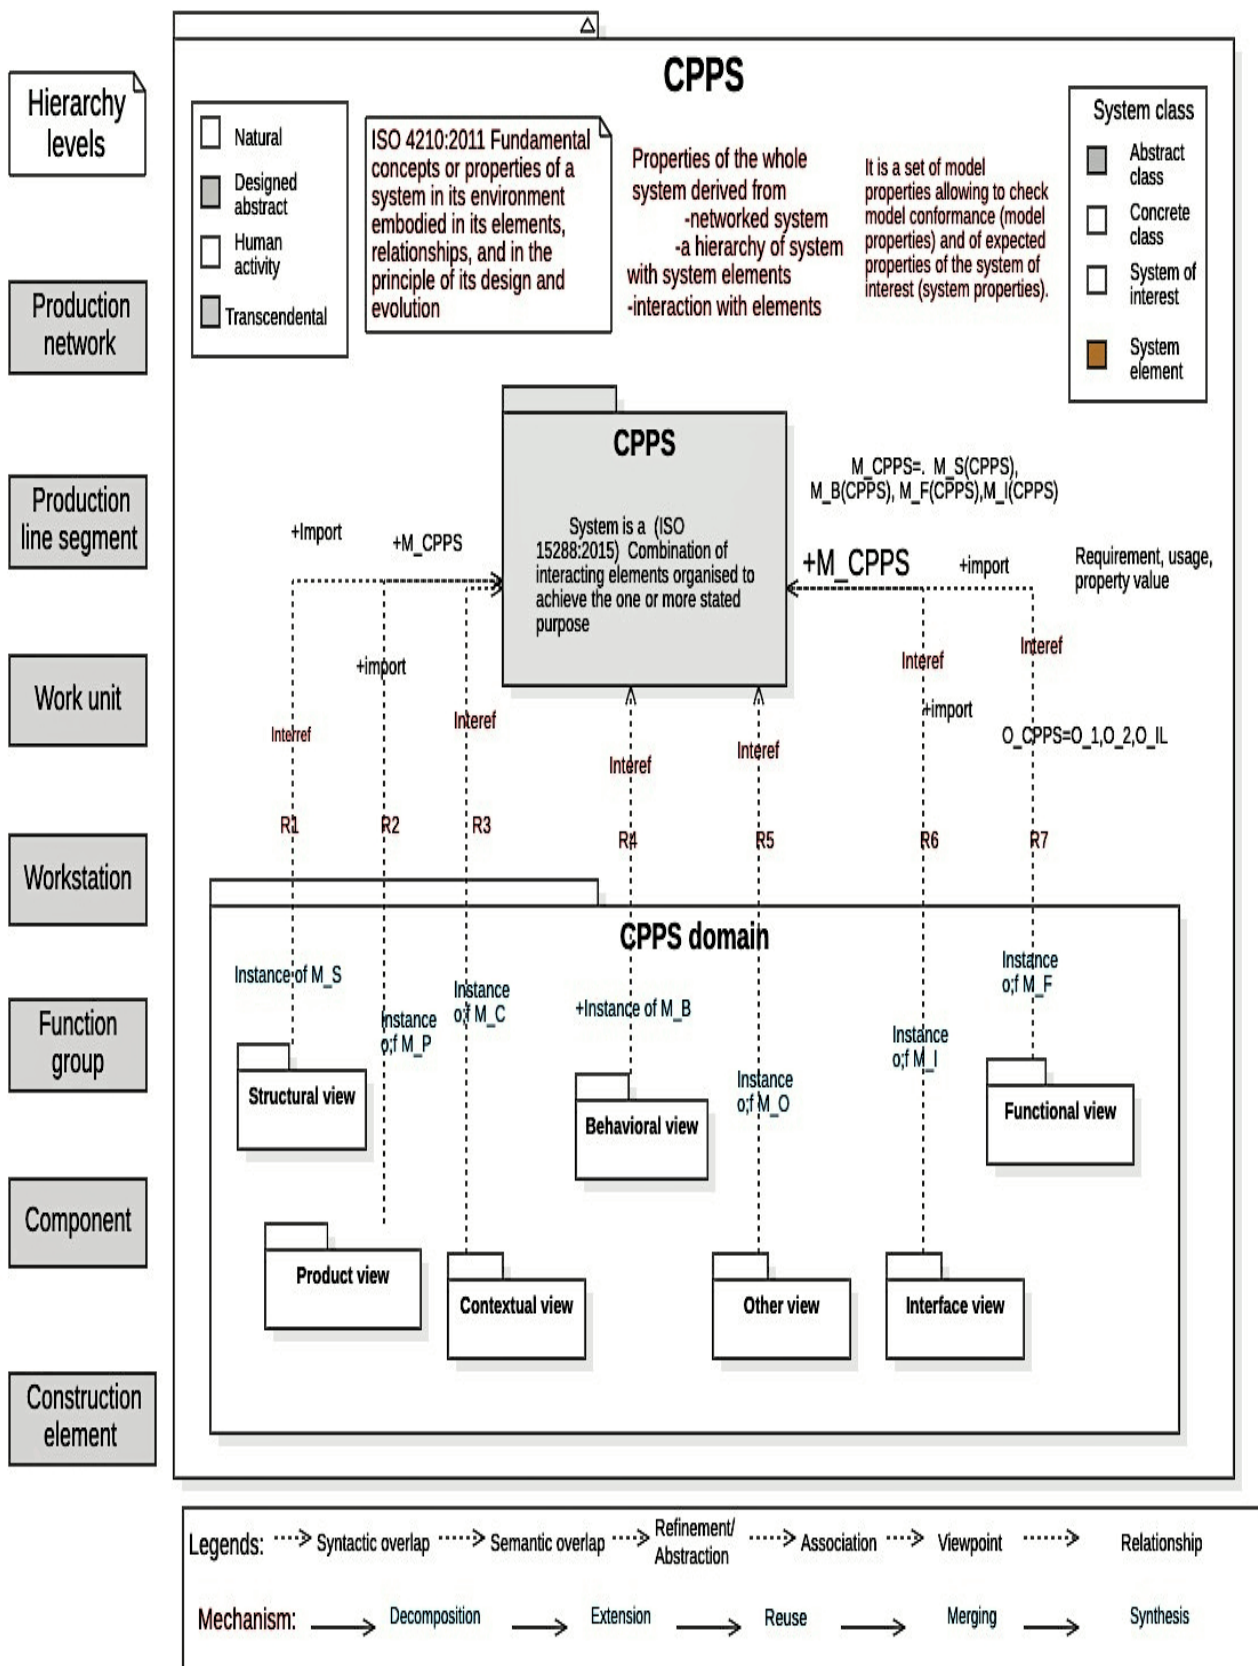 CPPS
Hierarchy
levels
Production
network
Production
line segment
Work unit
Workstation
Function
group
Component
Construction
element
Natural
Designed
abstract
Human
activity
Transcendental
ISO 4210:2011 Fundamental
concepts or properties of a
system in its environment
embodied in its elements,
relationships, and in the
principle of its design and
evolution
Properties of the whole
system derived from
-networked system
-a hierarchy of system
with system elements
-interaction with elements
It is a set of model
properties allowing to check
model conformance (model
properties) and of expected
properties of the system of
interest (system properties).
System class
Abstract
class
Concrete
class
System of
interest
System
element
CPPS
System is a (ISO
15288:2015) Combination of
interacting elements organised to
achieve the one or more stated
purpose
M_CPPS=. M_S(CPPS),
M_B(CPPS), M_F(CPPS),M_I(CPPS)
+Import
+M_CPPS
+M_CPPS
+import
Requirement, usage,
property value
+import
Interref
Interef
Interef
Interef
Interef
Interef
+import
O_CPPS=O_1,O_2,O_IL
R1
R2
R3
R4
R5
R6
R7
CPPS domain
Instance of M_S
Instance
o;f M_P
Instance
o;f M_C
+Instance of M_B
Instance
o;f M_O
Instance
o;f M_I
Instance
o;f M_F
Structural view
Behavioral view
Functional view
Product view
Contextual view
Other view
Interface view
Legends:
Syntactic overlap
Semantic overlap
Refinement/
Abstraction
Association
Viewpoint
Relationship
Mechanism:
Decomposition
Extension
Reuse
Merging
Synthesis